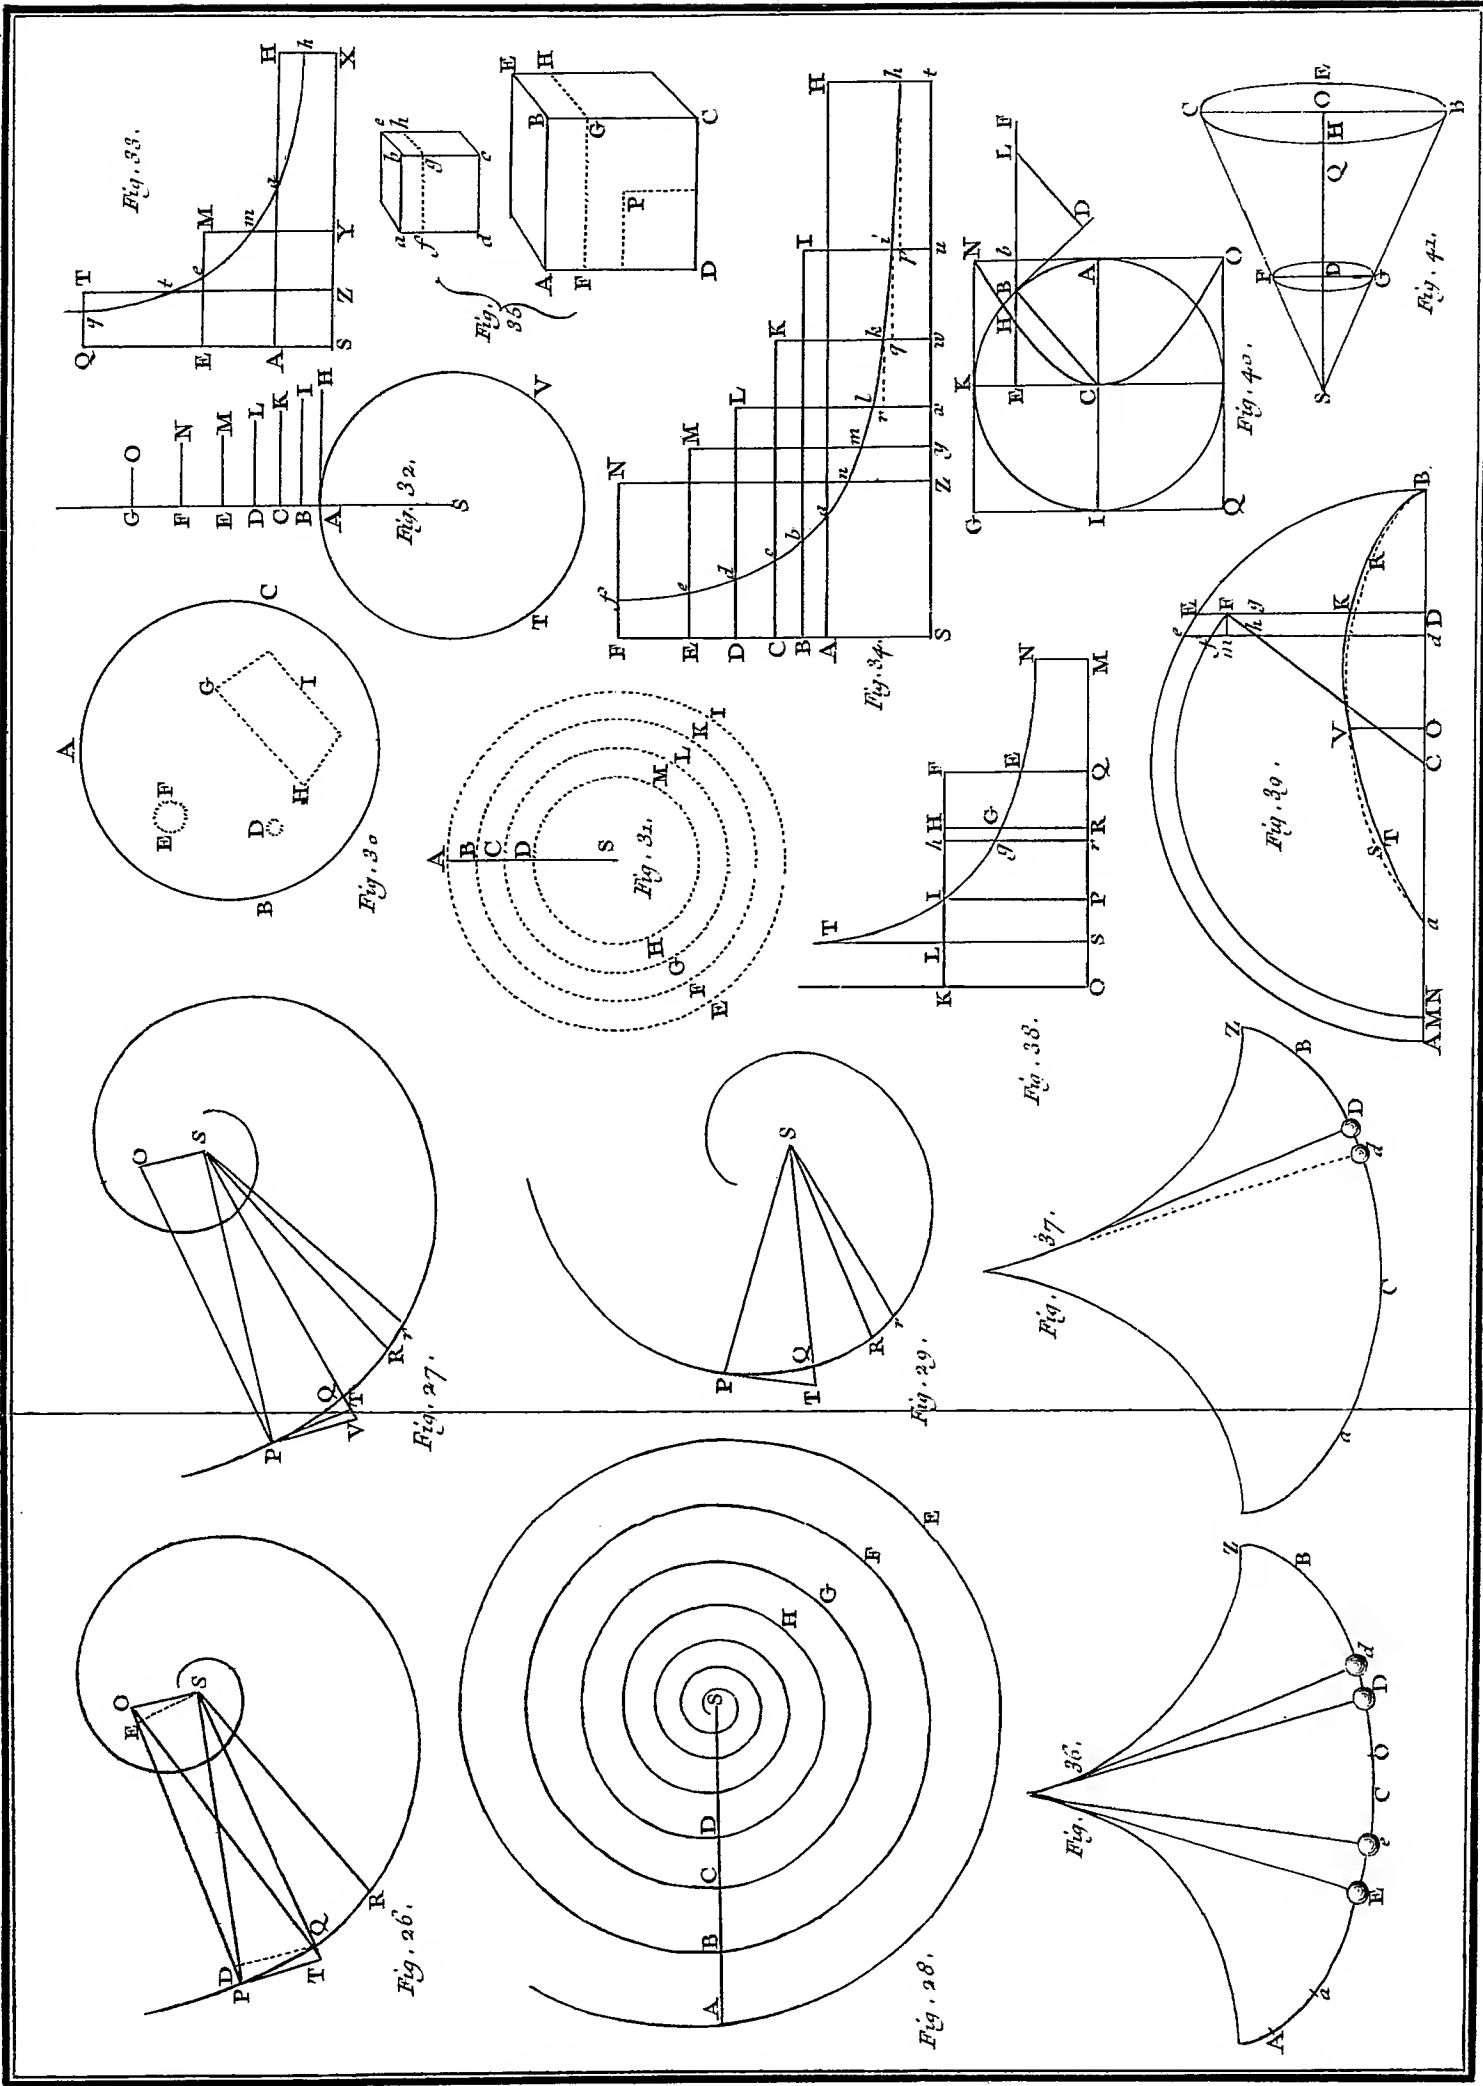 O
E
S
D
P
T
Q
R
Fig. 26.
O
S
P
V
Q
T
R r
Fig. 27.
A
E F
D
G
H
I
B
C
Fig. 30
G O
F N
E M
D L
C K
B I
A H
S
T V
Fig. 32.
Q T
q
t
E e M
m
A a H
h
S Z Y X
Fig. 33.
a b e
f g h
d c
A B E
F G H
P
D C
Fig. 35
A B C D S
E F G H
Fig. 28.
P
S
T Q
R r
Fig. 29.
A
B
C
D
S
H M
G L
F K
E I
Fig. 31.
F f N
E e M
D d L
C c K
B b I
A a H
n m l k i h
r q p
S Z y x w u t
Fig. 34.
Z
A a
E e C O D d
B
Fig. 36.
Z
a C d D
B
Fig. 37.
T
K L I h H F
g G E N
O S P r R Q M
Fig. 38.
e E
f F
m h g
V K
S T R
A M N a C O d D B
Fig. 39.
G K N
E H B b L F
D
I C A
Q O
Fig. 40.
C
F
S D Q H O E
G
B
Fig. 41.